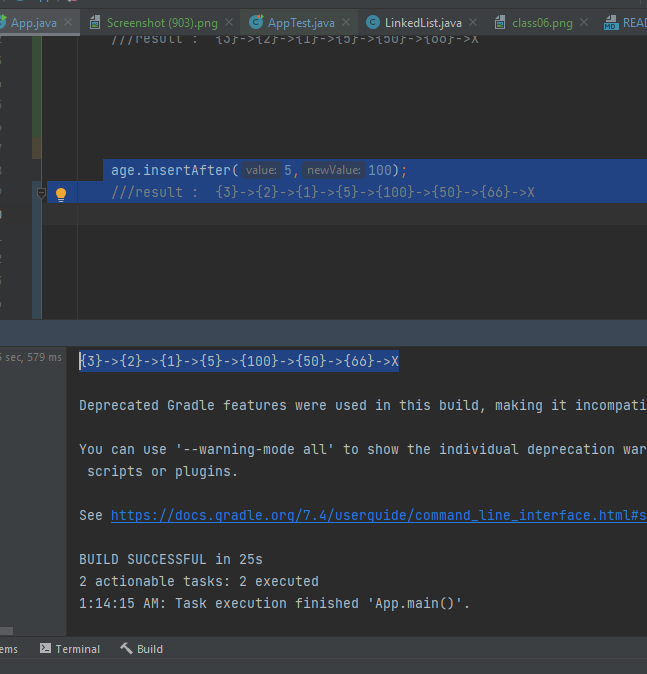 App.java Screenshot (903).png AppTest.java LinkedList.java class06.png READ
///result : {3}->{2}->{1}->{5}->{50}->{66}->X
age.insertAfter( value: 5, newValue: 100);
///result : {3}->{2}->{1}->{5}->{100}->{50}->{66}->X
sec, 579 ms
{3}->{2}->{1}->{5}->{100}->{50}->{66}->X
Deprecated Gradle features were used in this build, making it incompati
You can use '--warning-mode all' to show the individual deprecation war
scripts or plugins.
See https://docs.gradle.org/7.4/userguide/command_line_interface.html#s
BUILD SUCCESSFUL in 25s
2 actionable tasks: 2 executed
1:14:15 AM: Task execution finished 'App.main()'.
ems Terminal Build